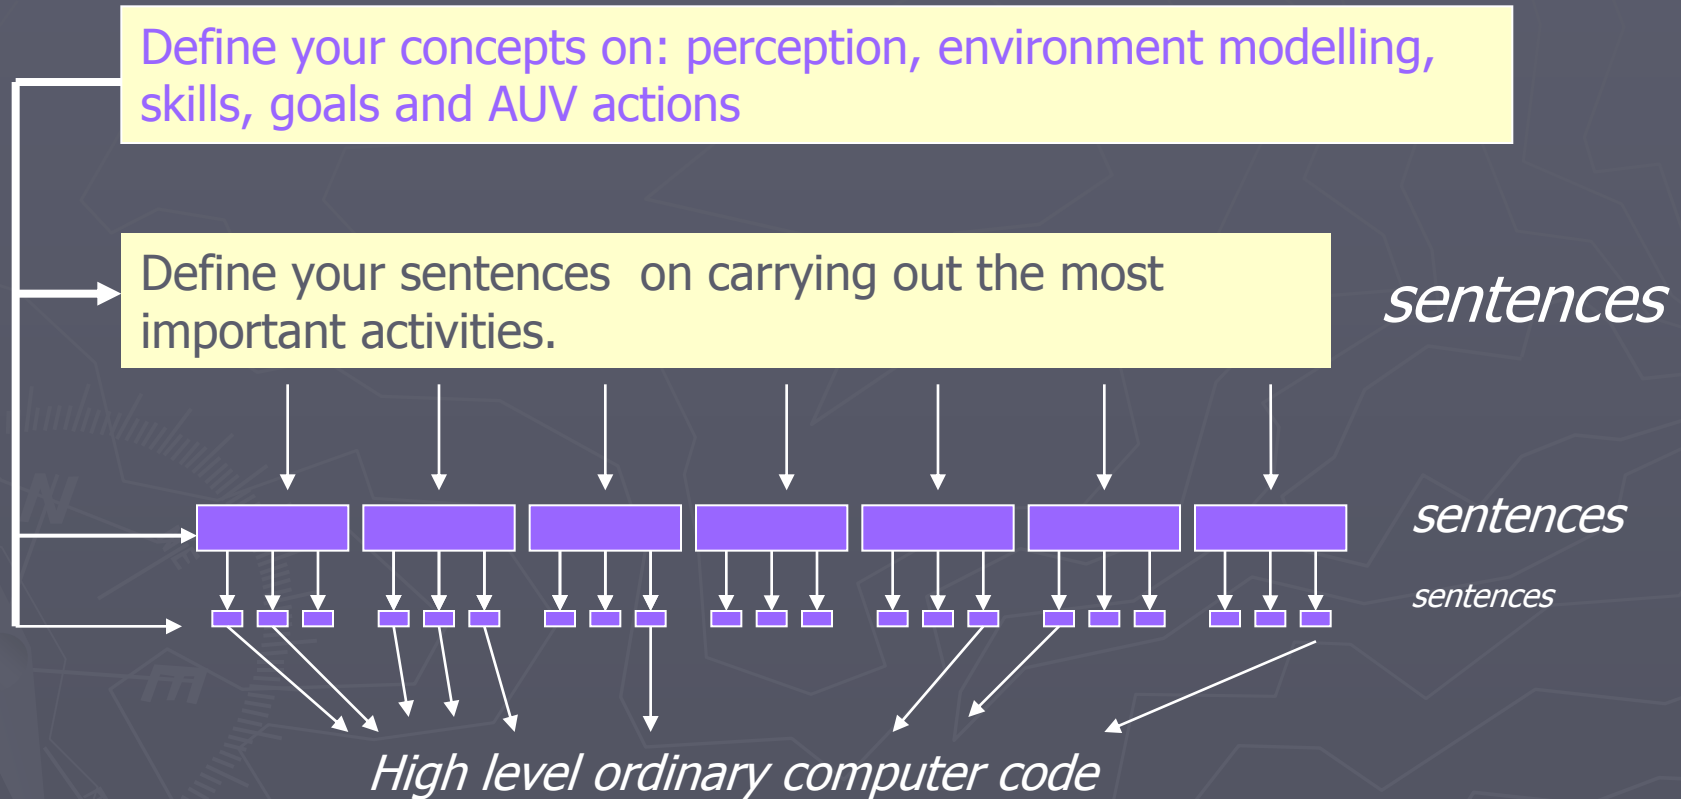 Define your concepts on: perception, environment modelling,
skills, goals and AUV actions
Define your sentences  on carrying out the most
important activities.
sentences
N
sentences
sentences
E
High level ordinary computer code